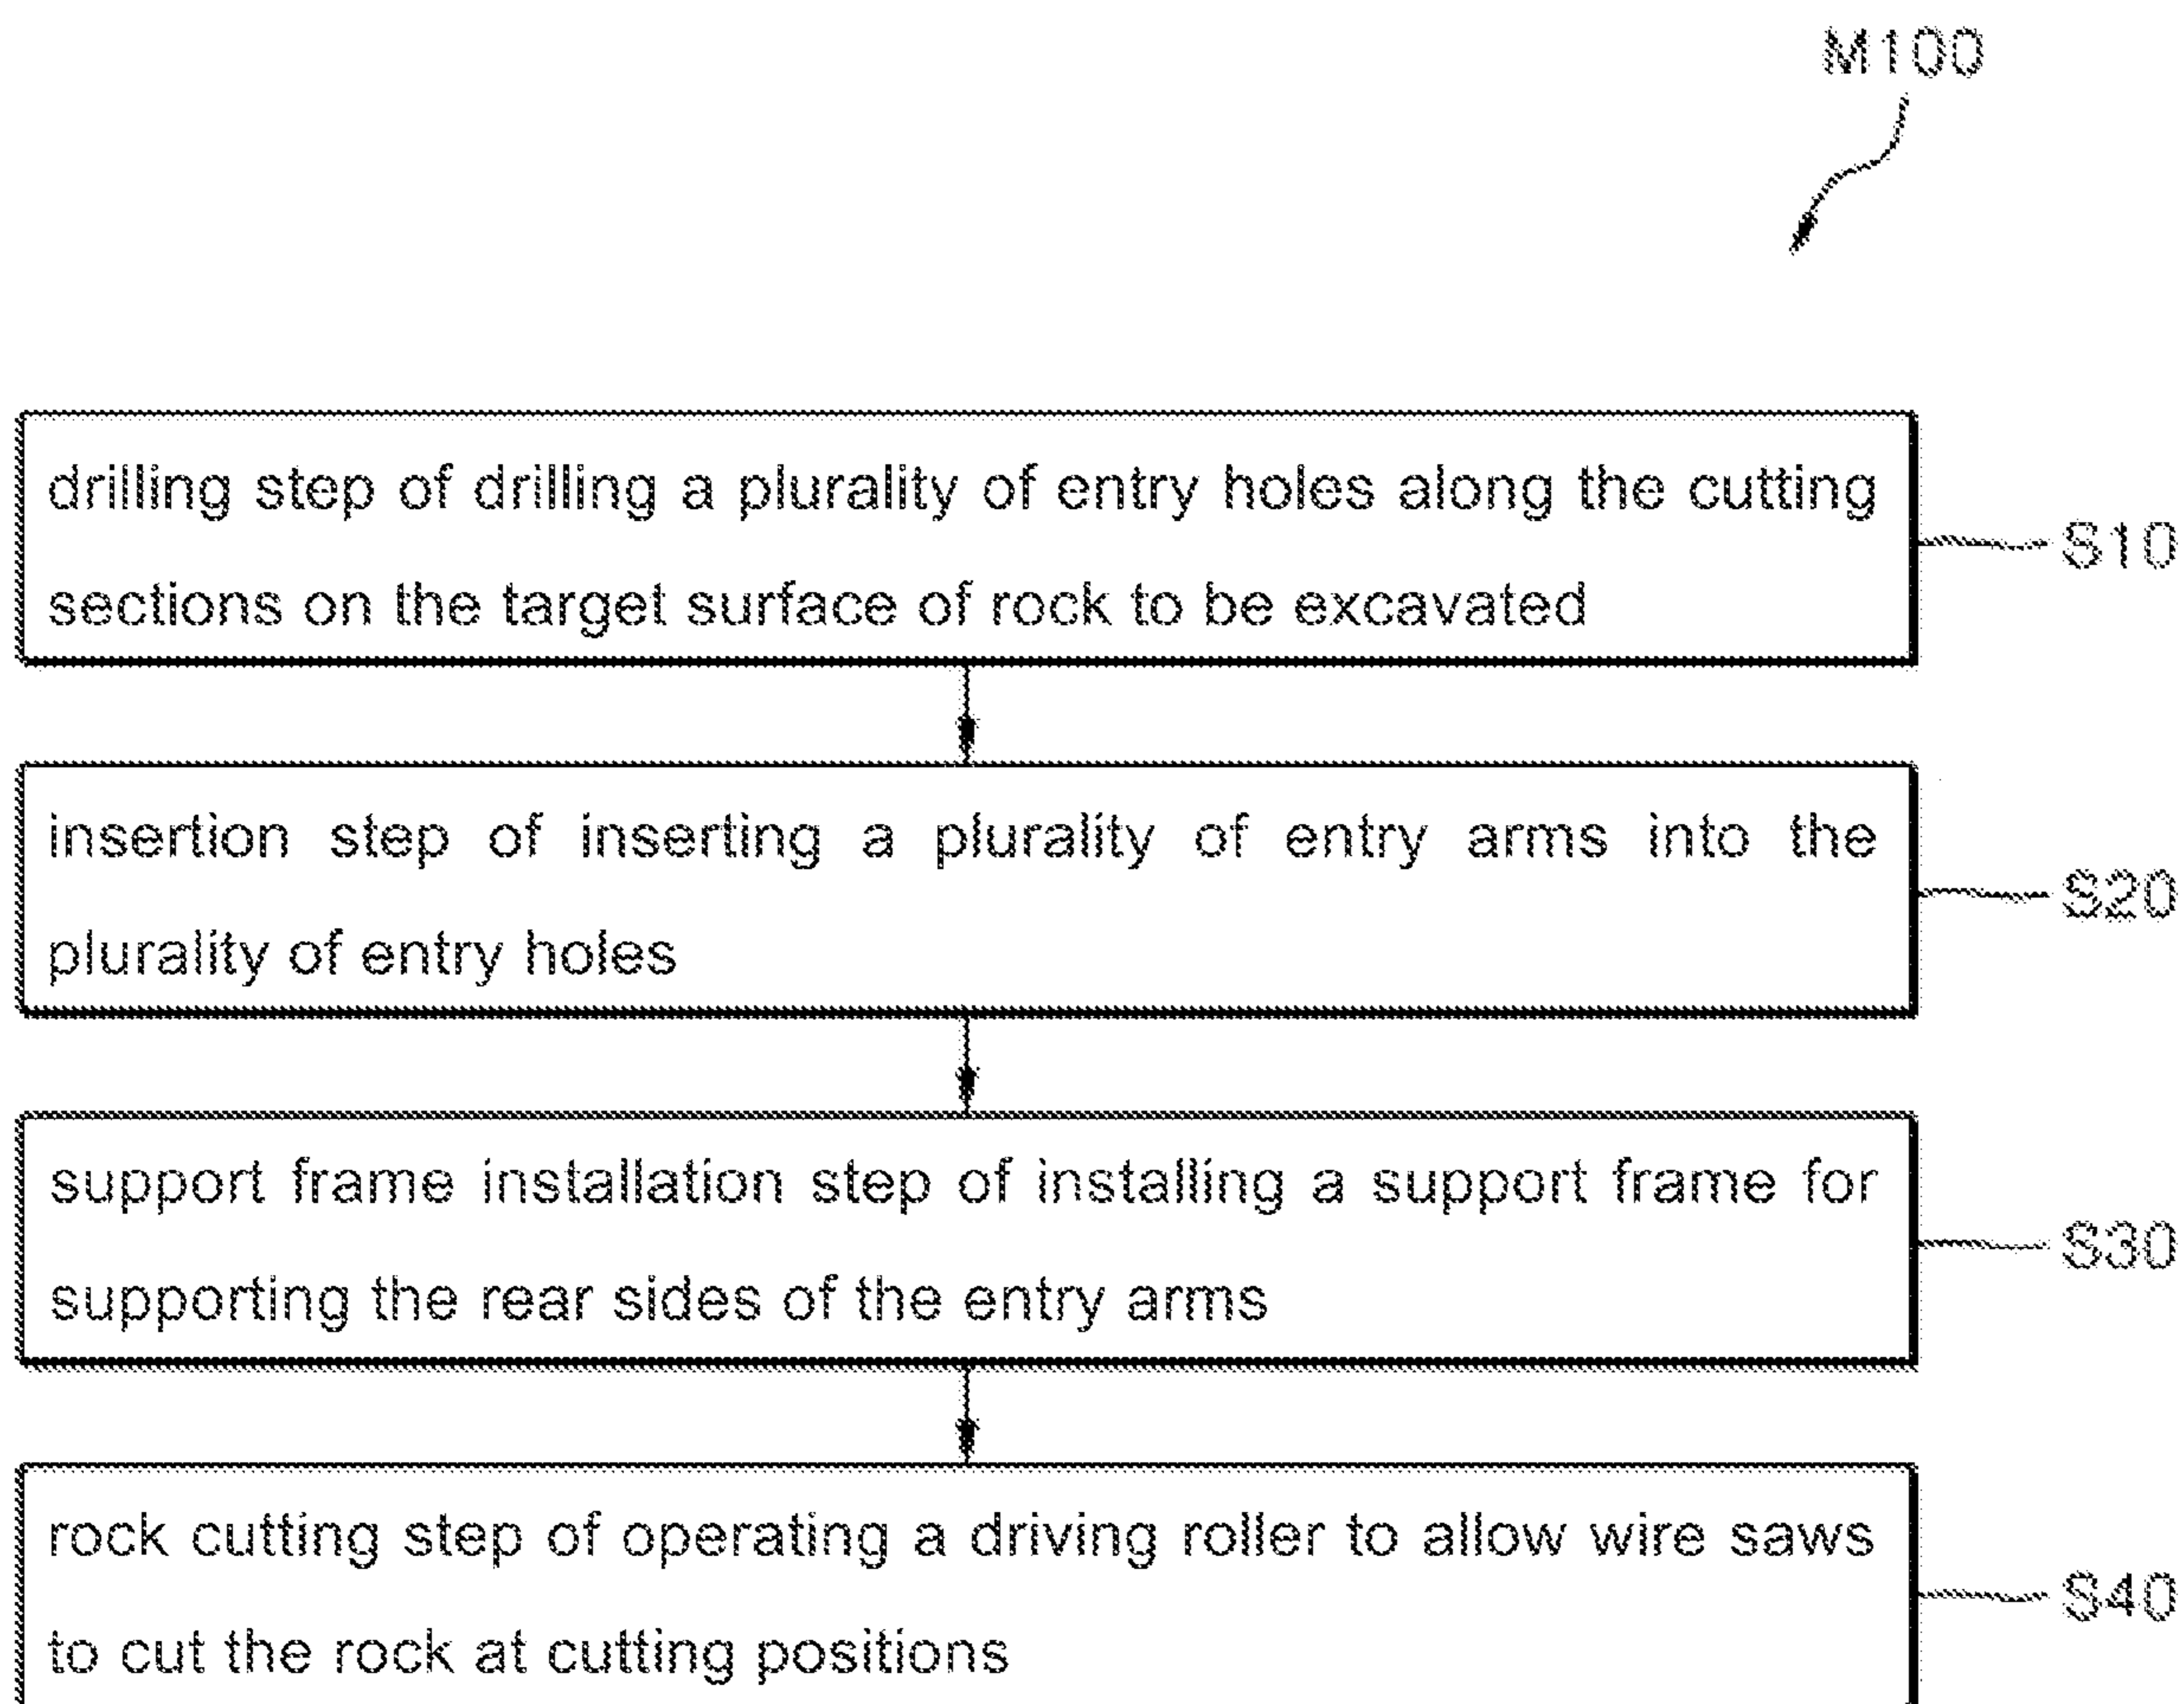 M100
drilling step of drilling a plurality of entry holes along the cutting
sections on the target surface of rock to be excavated
S10
insertion step of inserting a plurality of entry arms into the
plurality of entry holes
S20
support frame installation step of installing a support frame for
supporting the rear sides of the entry arms
S30
rock cutting step of operating a driving roller to allow wire saws
to cut the rock at cutting positions
S40